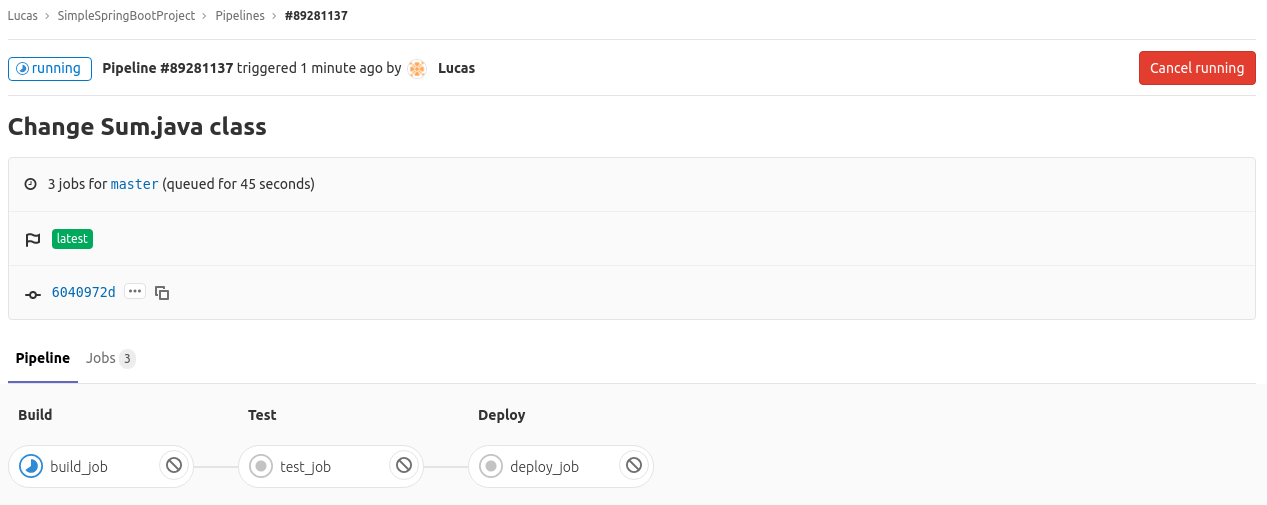 Lucas > SimpleSpringBootProject > Pipelines > #89281137
running Pipeline #89281137 triggered 1 minute ago by Lucas Cancel running
Change Sum.java class
3 jobs for master (queued for 45 seconds)
latest
6040972d ...
Pipeline Jobs 3
Build Test Deploy
build_job test_job deploy_job